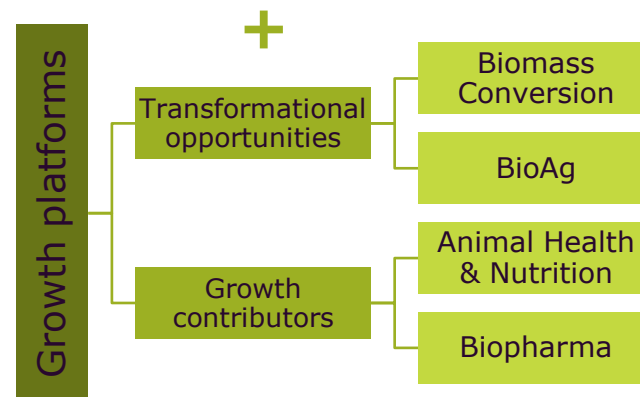 +
Growth platforms
Transformational
opportunities
Biomass
Conversion
BioAg
Growth
contributors
Animal Health
& Nutrition
Biopharma